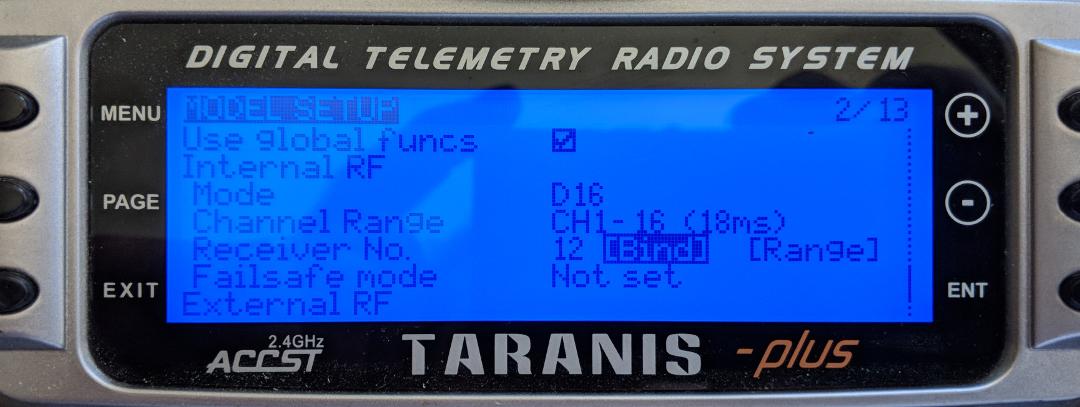 DIGITAL TELEMETRY RADIO SYSTEM
MENU
PAGE
EXIT
MODEL SETUP 2/13
Use global funcs
Internal RF
Mode D16
Channel Range CH1-16 (18ms)
Receiver No. 12 [Bind] [Range]
Failsafe mode Not set
External RF
+
-
ENT
2.4GHz
ACCST
TARANIS -plus